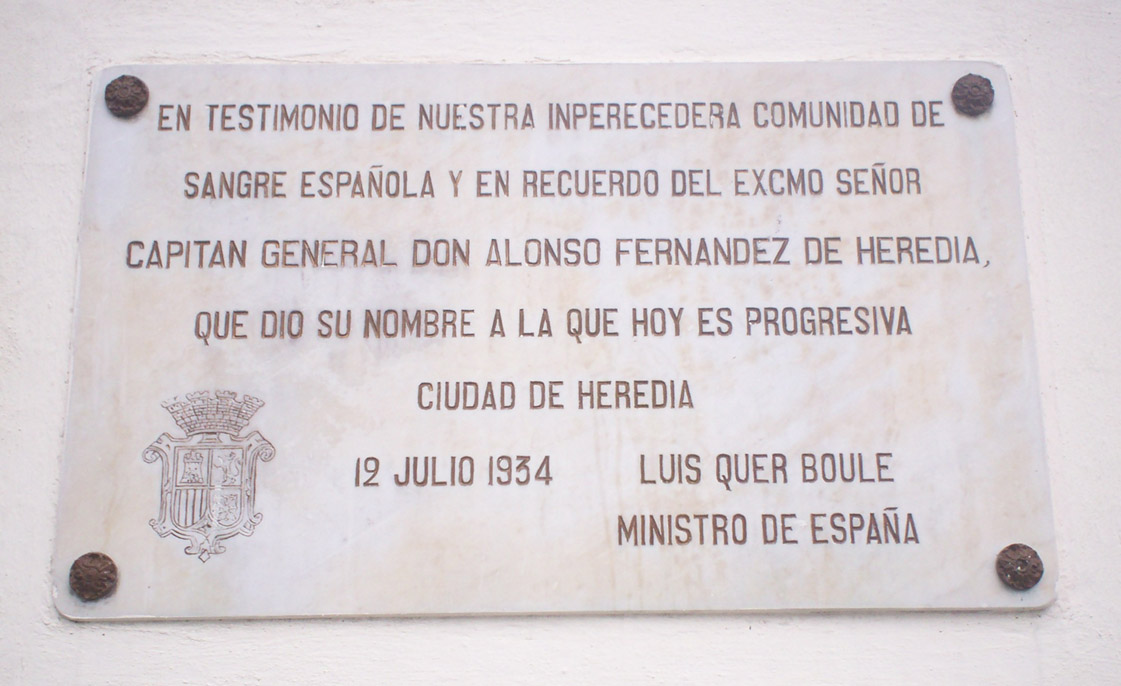 EN TESTIMONIO DE NUESTRA INPERECEDERA COMUNIDAD DE
SANGRE ESPAÑOLA Y EN RECUERDO DEL EXCMO SEÑOR
CAPITAN GENERAL DON ALONSO FERNANDEZ DE HEREDIA,
QUE DIO SU NOMBRE A LA QUE HOY ES PROGRESIVA
CIUDAD DE HEREDIA
12 JULIO 1934 LUIS QUER BOULE
MINISTRO DE ESPAÑA